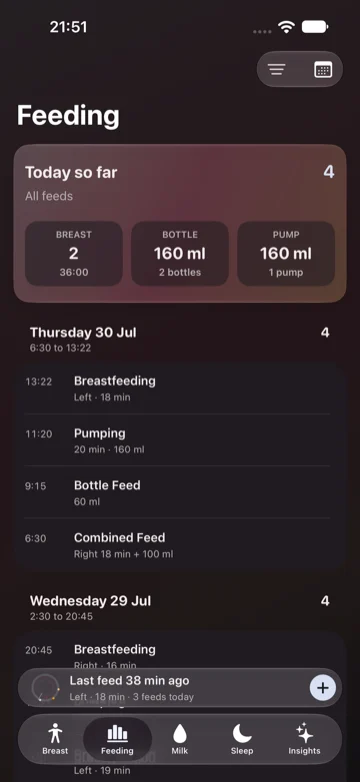 21:51
Feeding
Today so far
4
All feeds
BREAST
2
36:00
BOTTLE
160 ml
2 bottles
PUMP
160 ml
1 pump
Thursday 30 Jul
4
6:30 to 13:22
13:22
Breastfeeding
Left · 18 min
11:20
Pumping
20 min · 160 ml
9:15
Bottle Feed
60 ml
6:30
Combined Feed
Right 18 min + 100 ml
Wednesday 29 Jul
4
2:30 to 20:45
20:45
Breastfeeding
Right · 16 min
Last feed 38 min ago
Left · 18 min · 3 feeds today
Breast
Feeding
Milk
Sleep
Insights
Left · 19 min